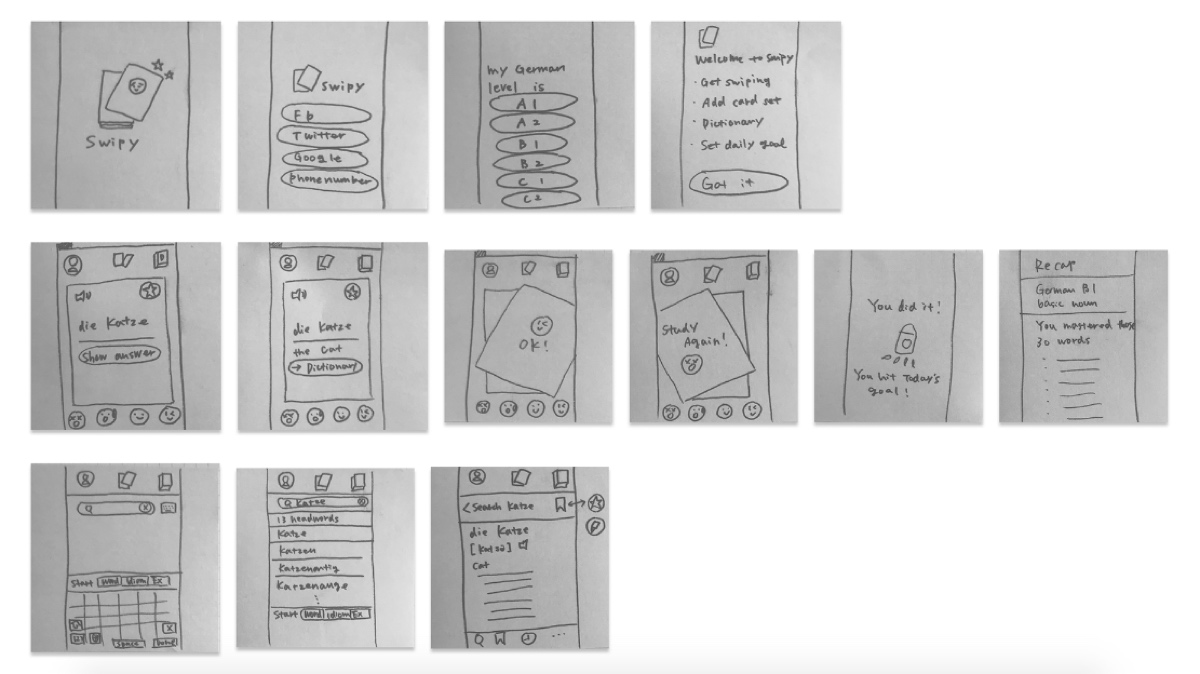 Swipy
Swipy
Fb
Twitter
Google
phonenumber
my German
level is
A1
A2
B1
B2
C1
C2
Welcome to Swipy
· Get swiping
· Add card set
· Dictionary
· Set daily goal
Got it
die Katze
Show answer
die Katze
the cat
→ Dictionary
OK!
Study
Again!
You did it!
You hit Today's
goal!
Recap
German B1
basic noun
You mastered these
30 words
Start Word Idiom Ex
Space
Katze
13 headwords
Katze
Katzen
Katzenartig
Katzenauge
Start Word idiom Ex
< Search Katze
die Katze
cat